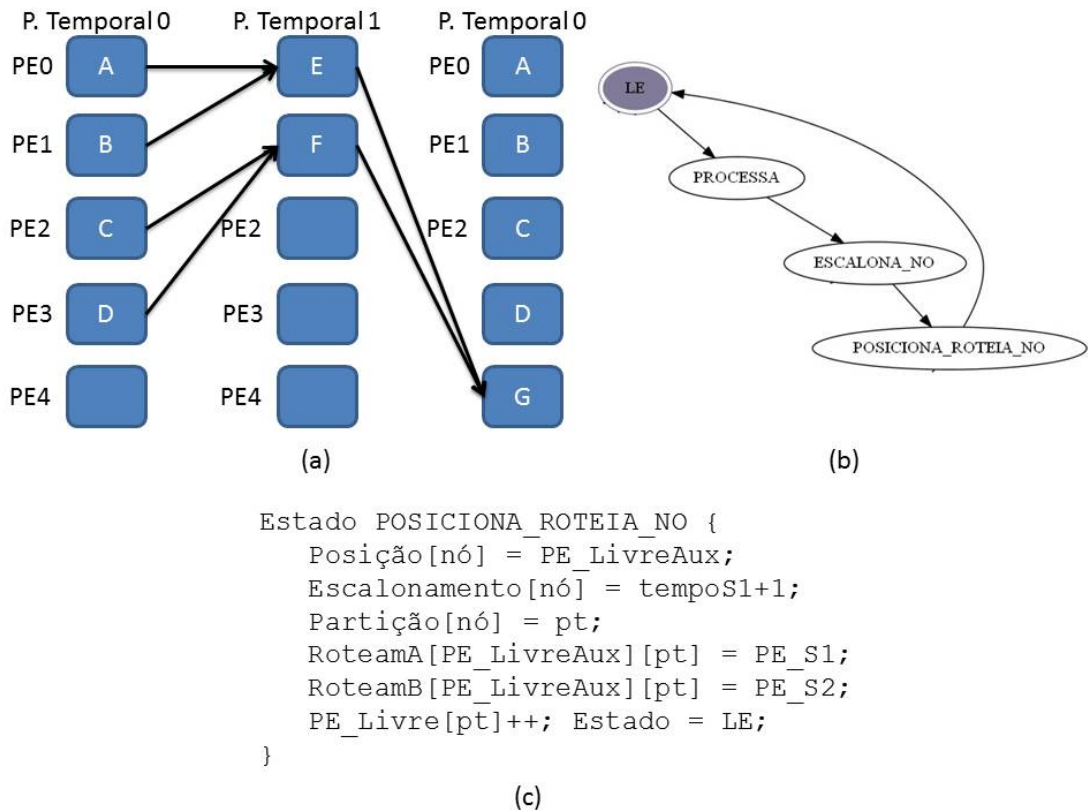 P. Temporal 0 P. Temporal 1 P. Temporal 0
PE0 A E PE0 A
PE1 B F PE1 B
PE2 C PE2 PE2 C
PE3 D PE3 D
PE4 PE4 G
(a)
LE
PROCESSA
ESCALONA_NO
POSICIONA_ROTEIA_NO
(b)
Estado POSICIONA_ROTEIA_NO {
Posição[nó] = PE_LivreAux;
Escalonamento[nó] = tempoS1+1;
Partição[nó] = pt;
RoteamA[PE_LivreAux][pt] = PE_S1;
RoteamB[PE_LivreAux][pt] = PE_S2;
PE_Livre[pt]++; Estado = LE;
}
(c)